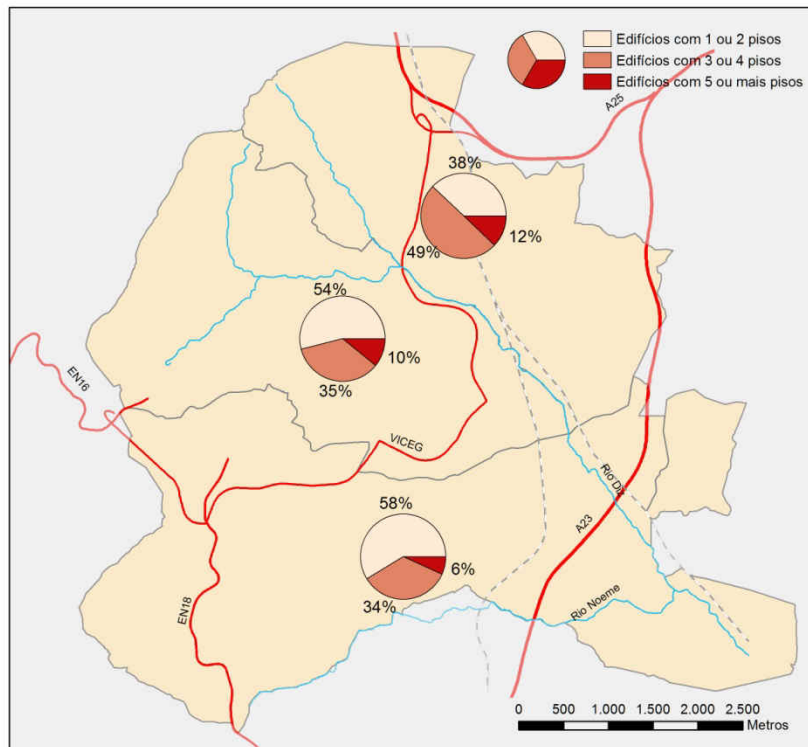 Edifícios com 1 ou 2 pisos
Edifícios com 3 ou 4 pisos
Edifícios com 5 ou mais pisos
A25
38%
12%
49%
54%
10%
35%
EN16
VICEG
Rio Diz
58%
A23
6%
34%
Rio Noeme
EN18
0 500 1.000 1.500 2.000 2.500
Metros